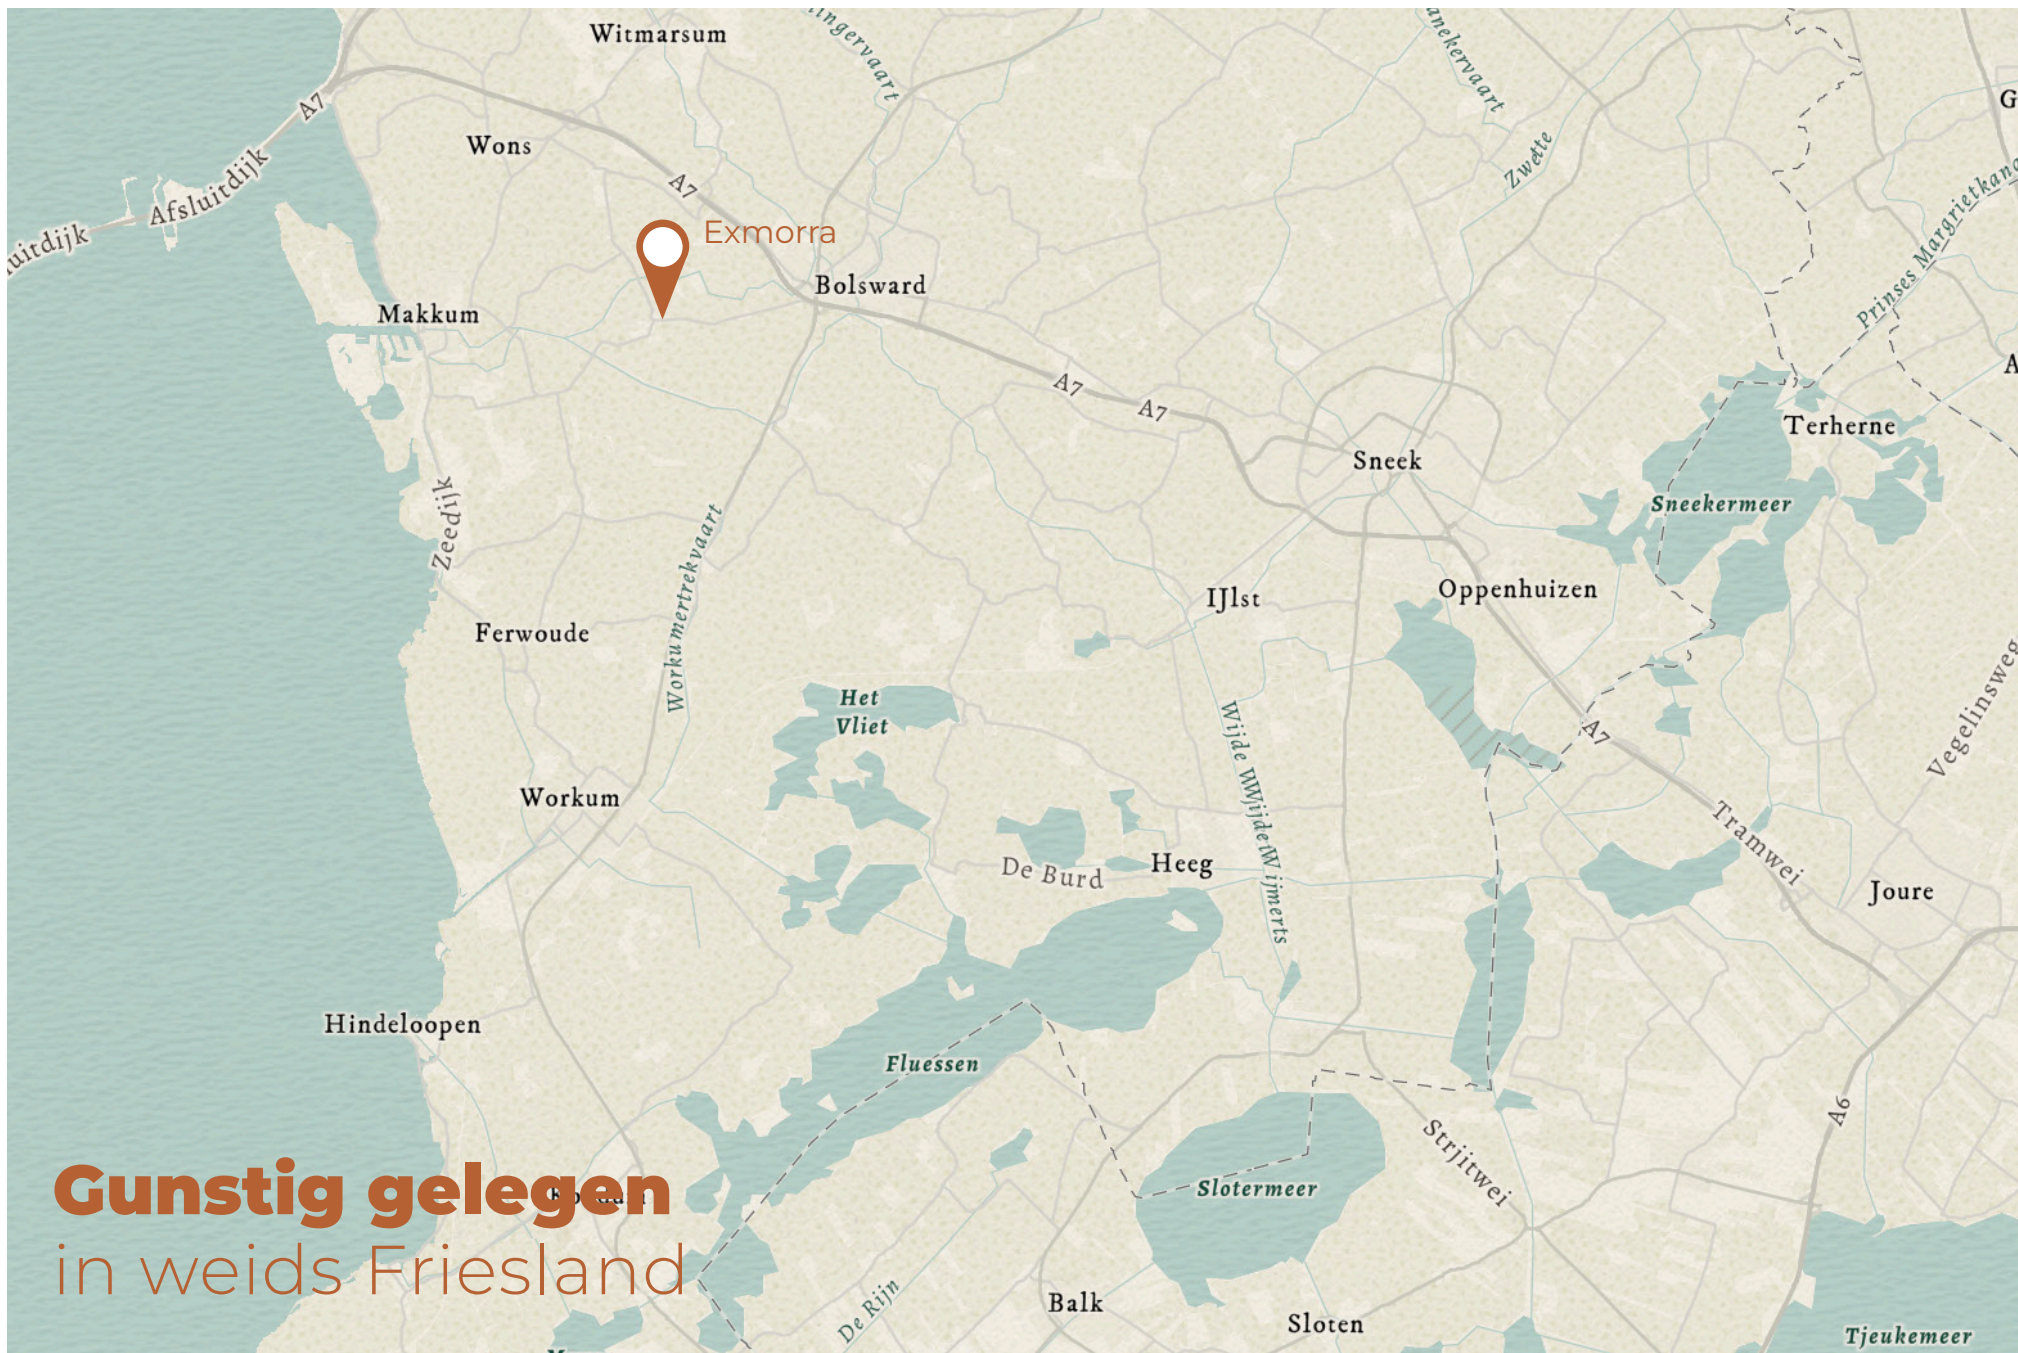 Witmarsum
A7
Wons
Zwette
G
Afsluitdijk
A7
uitdijk
Exmorra
Prinses Margrietkana
Bolsward
Makkum
A
A7
A7
Terherne
Sneek
Sneekermeer
Zeedijk
Workumertrekvaart
Oppenhuizen
IJlst
Ferwoude
Vegelinsweg
Het
Vliet
A7
Workum
Wijde Wijmerts
Tramwei
Heeg
De Burd
Joure
Hindeloopen
Fluessen
A6
Strjitwei
Slotermeer
Gunstig gelegen
in weids Friesland
De Rijn
Balk
Sloten
Tjeukemeer